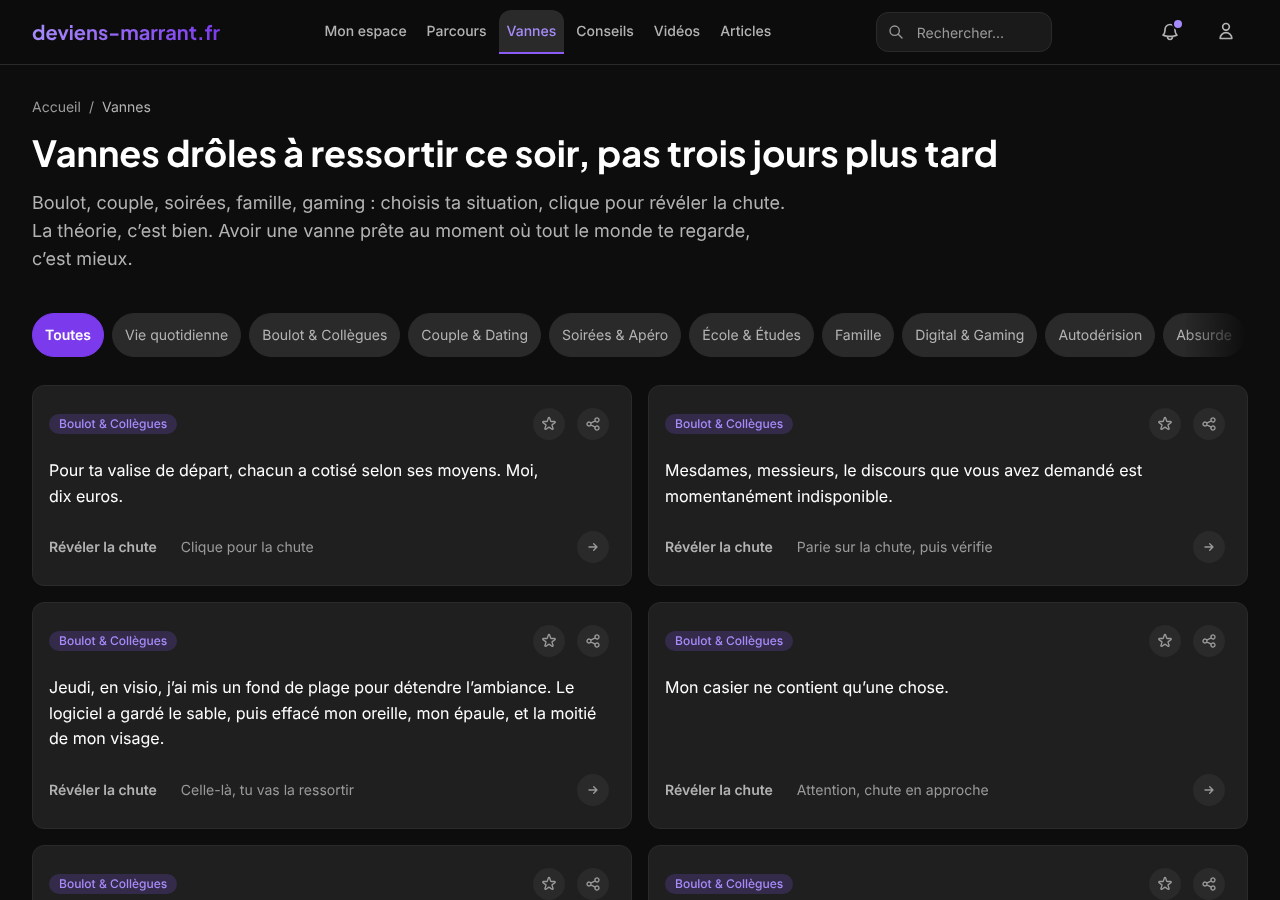 deviens-marrant.fr
Mon espace
Parcours
Vannes
Conseils
Vidéos
Articles
Rechercher...
Accueil / Vannes
Vannes drôles à ressortir ce soir, pas trois jours plus tard
Boulot, couple, soirées, famille, gaming : choisis ta situation, clique pour révéler la chute.
La théorie, c’est bien. Avoir une vanne prête au moment où tout le monde te regarde,
c’est mieux.
Toutes
Vie quotidienne
Boulot & Collègues
Couple & Dating
Soirées & Apéro
École & Études
Famille
Digital & Gaming
Autodérision
Absurde
Boulot & Collègues
Pour ta valise de départ, chacun a cotisé selon ses moyens. Moi,
dix euros.
Révéler la chute
Clique pour la chute
Boulot & Collègues
Mesdames, messieurs, le discours que vous avez demandé est
momentanément indisponible.
Révéler la chute
Parie sur la chute, puis vérifie
Boulot & Collègues
Jeudi, en visio, j’ai mis un fond de plage pour détendre l’ambiance. Le
logiciel a gardé le sable, puis effacé mon oreille, mon épaule, et la moitié
de mon visage.
Révéler la chute
Celle-là, tu vas la ressortir
Boulot & Collègues
Mon casier ne contient qu’une chose.
Révéler la chute
Attention, chute en approche
Boulot & Collègues
Boulot & Collègues